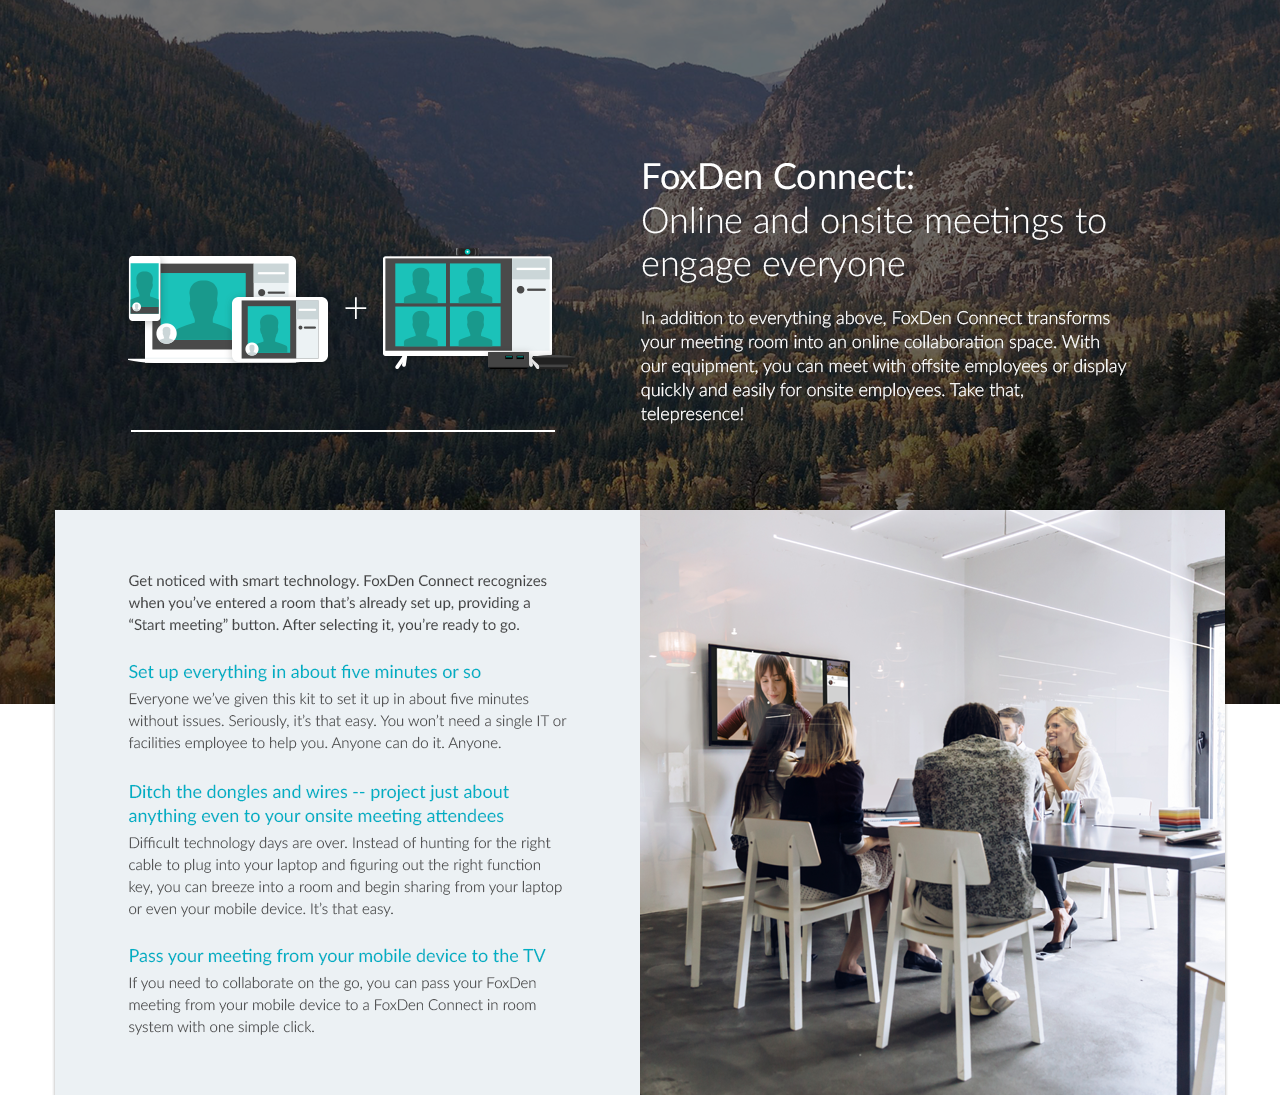 FoxDen Connect:
Online and onsite meetings to
engage everyone
In addition to everything above, FoxDen Connect transforms
your meeting room into an online collaboration space. With
our equipment, you can meet with offsite employees or display
quickly and easily for onsite employees. Take that,
telepresence!
Get noticed with smart technology. FoxDen Connect recognizes
when you’ve entered a room that’s already set up, providing a
“Start meeting” button. After selecting it, you’re ready to go.
Set up everything in about five minutes or so
Everyone we’ve given this kit to set it up in about five minutes
without issues. Seriously, it’s that easy. You won’t need a single IT or
facilities employee to help you. Anyone can do it. Anyone.
Ditch the dongles and wires -- project just about
anything even to your onsite meeting attendees
Difficult technology days are over. Instead of hunting for the right
cable to plug into your laptop and figuring out the right function
key, you can breeze into a room and begin sharing from your laptop
or even your mobile device. It’s that easy.
Pass your meeting from your mobile device to the TV
If you need to collaborate on the go, you can pass your FoxDen
meeting from your mobile device to a FoxDen Connect in room
system with one simple click.